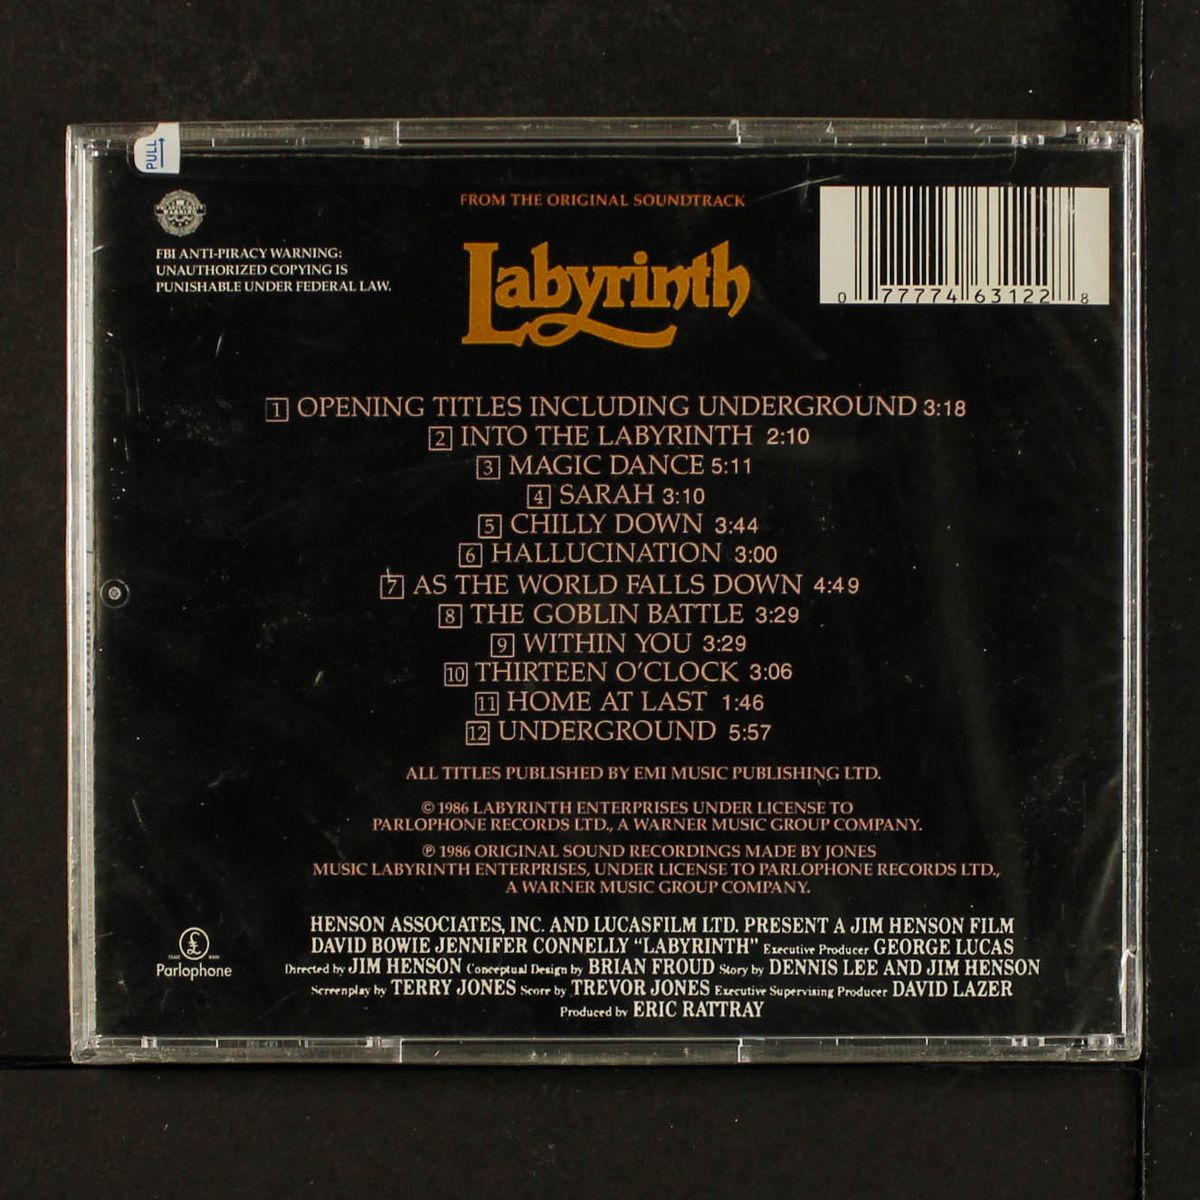 PULL
FROM THE ORIGINAL SOUNDTRACK
Labyrinth
FBI ANTI-PIRACY WARNING:
UNAUTHORIZED COPYING IS
PUNISHABLE UNDER FEDERAL LAW.
0 77774 63122 8
1 OPENING TITLES INCLUDING UNDERGROUND 3:18
2 INTO THE LABYRINTH 2:10
3 MAGIC DANCE 5:11
4 SARAH 3:10
5 CHILLY DOWN 3:44
6 HALLUCINATION 3:00
7 AS THE WORLD FALLS DOWN 4:49
8 THE GOBLIN BATTLE 3:29
9 WITHIN YOU 3:29
10 THIRTEEN O'CLOCK 3:06
11 HOME AT LAST 1:46
12 UNDERGROUND 5:57
ALL TITLES PUBLISHED BY EMI MUSIC PUBLISHING LTD.
© 1986 LABYRINTH ENTERPRISES UNDER LICENSE TO
PARLOPHONE RECORDS LTD., A WARNER MUSIC GROUP COMPANY.
℗ 1986 ORIGINAL SOUND RECORDINGS MADE BY JONES
MUSIC LABYRINTH ENTERPRISES, UNDER LICENSE TO PARLOPHONE RECORDS LTD.,
A WARNER MUSIC GROUP COMPANY.
HENSON ASSOCIATES, INC. AND LUCASFILM LTD. PRESENT A JIM HENSON FILM
DAVID BOWIE JENNIFER CONNELLY "LABYRINTH" Executive Producer GEORGE LUCAS
Directed by JIM HENSON Conceptual Design by BRIAN FROUD Story by DENNIS LEE AND JIM HENSON
Screenplay by TERRY JONES Score by TREVOR JONES Executive Supervising Producer DAVID LAZER
Produced by ERIC RATTRAY
£
TRADE MARK
Parlophone